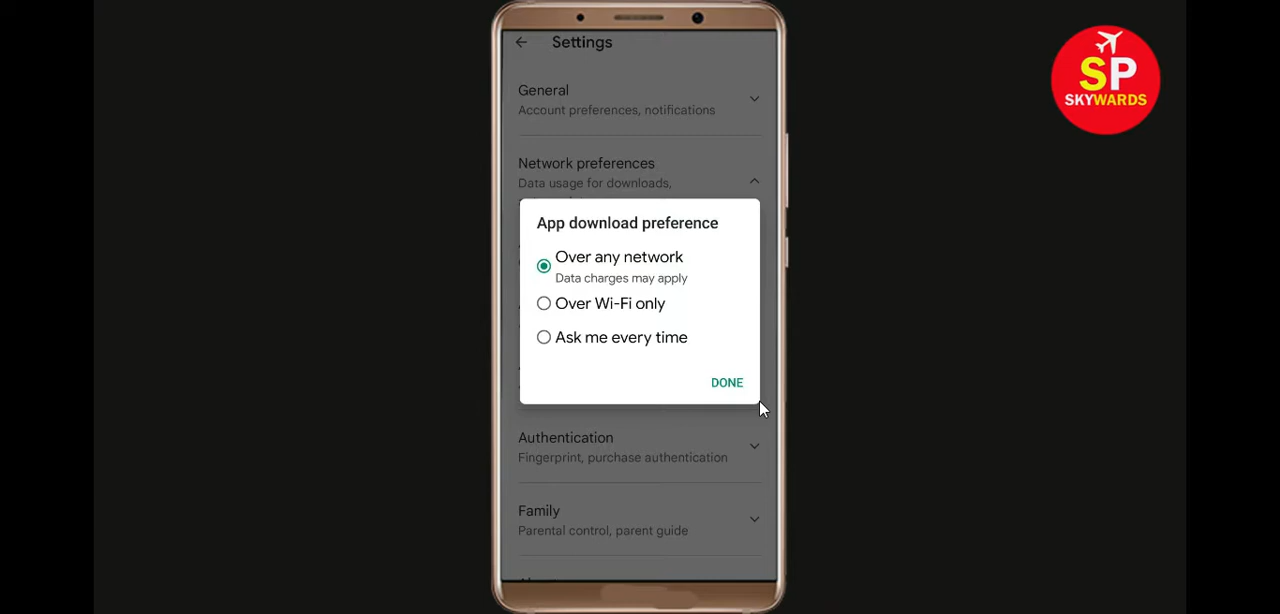 Settings
General
Account preferences, notifications
Network preferences
Data usage for downloads,
App download preference
Over any network
Data charges may apply
Over Wi-Fi only
Ask me every time
DONE
Authentication
Fingerprint, purchase authentication
Family
Parental control, parent guide
SP
SKYWARDS